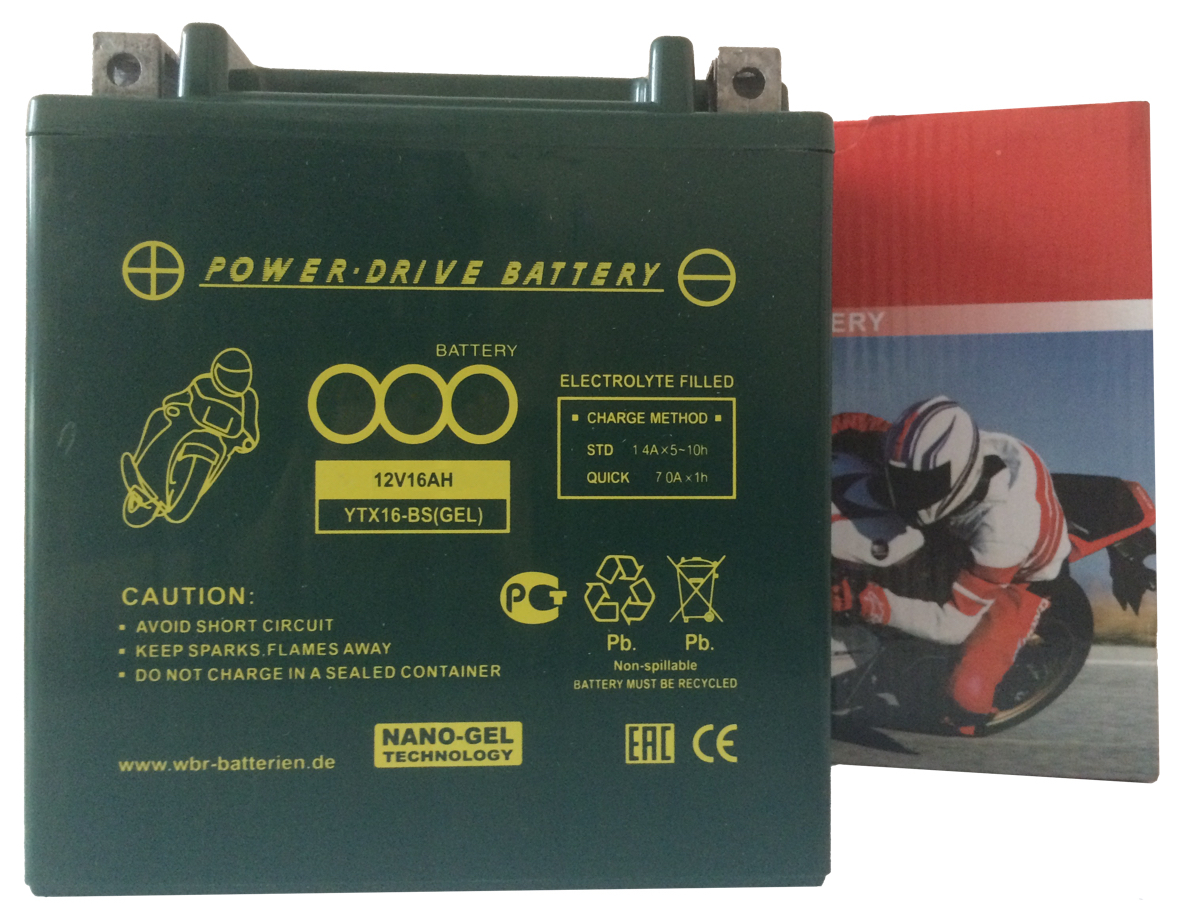 POWER·DRIVE BATTERY
BATTERY
12V16AH
YTX16-BS(GEL)
ELECTROLYTE FILLED
▪ CHARGE METHOD ▪
STD 1 4A×5~10h
QUICK 7 0A×1h
CAUTION:
▪ AVOID SHORT CIRCUIT
▪ KEEP SPARKS,FLAMES AWAY
▪ DO NOT CHARGE IN A SEALED CONTAINER
Pb. Pb.
Non-spillable
BATTERY MUST BE RECYCLED
www.wbr-batterien.de
NANO-GEL
TECHNOLOGY
EAC CE
PCT
ERY